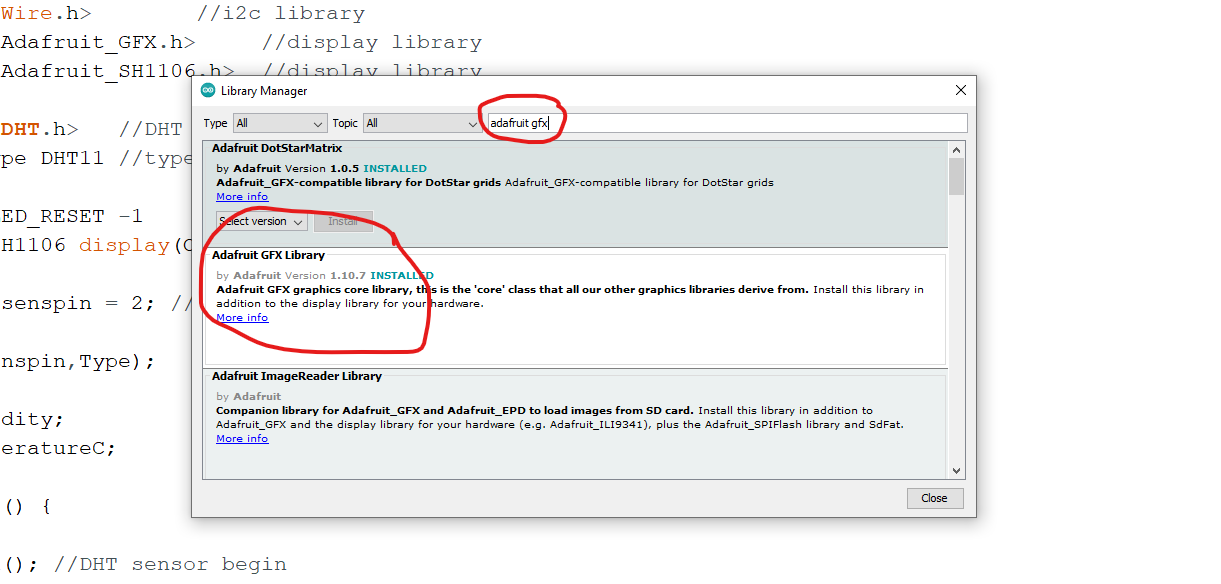 Wire.h> //i2c library
Adafruit_GFX.h> //display library
Adafruit_SH1106.h> //display library
Library Manager
Type All Topic All adafruit gfx
DHT.h> //DHT
pe DHT11 //type
Adafruit DotStarMatrix
by Adafruit Version 1.0.5 INSTALLED
Adafruit_GFX-compatible library for DotStar grids Adafruit_GFX-compatible library for DotStar grids
More info
Select version Install
ED_RESET -1
H1106 display(
Adafruit GFX Library
by Adafruit Version 1.10.7 INSTALLED
Adafruit GFX graphics core library, this is the 'core' class that all our other graphics libraries derive from. Install this library in
addition to the display library for your hardware.
More info
senspin = 2; //
nspin,Type);
Adafruit ImageReader Library
by Adafruit
Companion library for Adafruit_GFX and Adafruit_EPD to load images from SD card. Install this library in addition to
Adafruit_GFX and the display library for your hardware (e.g. Adafruit_ILI9341), plus the Adafruit_SPIFlash library and SdFat.
More info
dity;
eratureC;
Close
() {
(); //DHT sensor begin